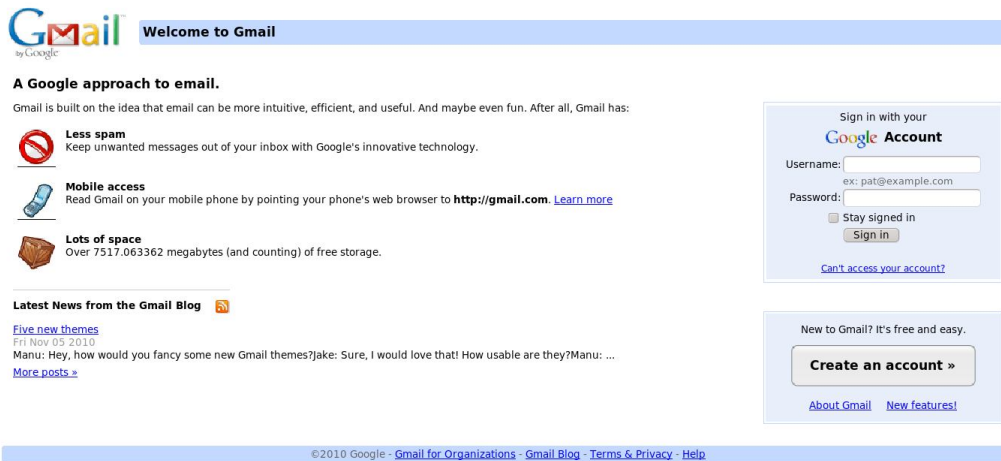 Gmail
by Google
Welcome to Gmail
A Google approach to email.
Gmail is built on the idea that email can be more intuitive, efficient, and useful. And maybe even fun. After all, Gmail has:
Less spam
Keep unwanted messages out of your inbox with Google's innovative technology.
Mobile access
Read Gmail on your mobile phone by pointing your phone's web browser to http://gmail.com. Learn more
Lots of space
Over 7517.063362 megabytes (and counting) of free storage.
Latest News from the Gmail Blog
Five new themes
Fri Nov 05 2010
Manu: Hey, how would you fancy some new Gmail themes?Jake: Sure, I would love that! How usable are they?Manu: ...
More posts »
Sign in with your
Google Account
Username:
ex: pat@example.com
Password:
Stay signed in
Sign in
Can't access your account?
New to Gmail? It's free and easy.
Create an account »
About Gmail New features!
©2010 Google - Gmail for Organizations - Gmail Blog - Terms & Privacy - Help